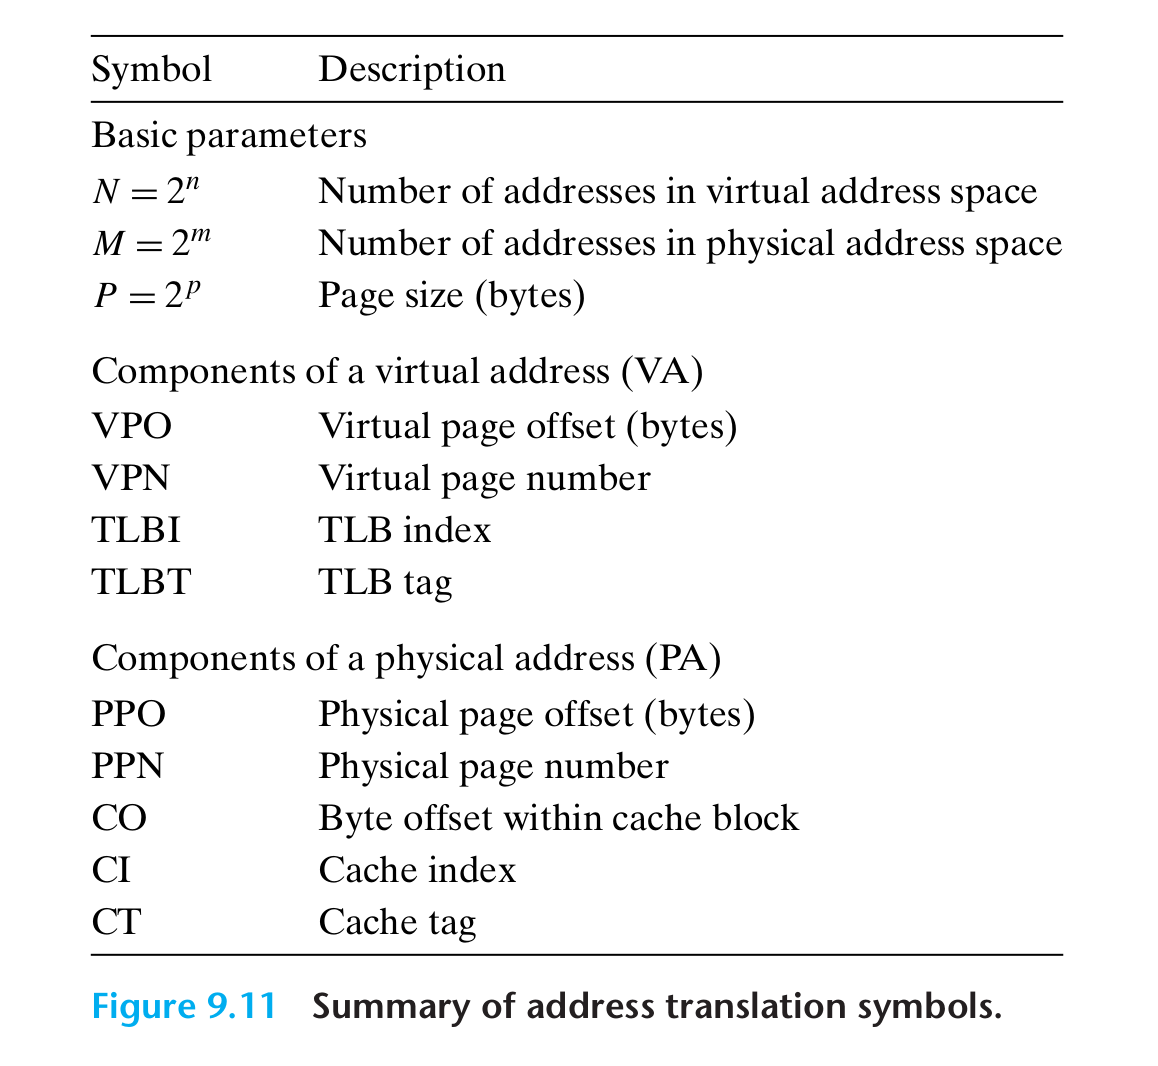 Symbol Description
Basic parameters
N = 2ⁿ Number of addresses in virtual address space
M = 2ᵐ Number of addresses in physical address space
P = 2ᵖ Page size (bytes)
Components of a virtual address (VA)
VPO Virtual page offset (bytes)
VPN Virtual page number
TLBI TLB index
TLBT TLB tag
Components of a physical address (PA)
PPO Physical page offset (bytes)
PPN Physical page number
CO Byte offset within cache block
CI Cache index
CT Cache tag
Figure 9.11 Summary of address translation symbols.